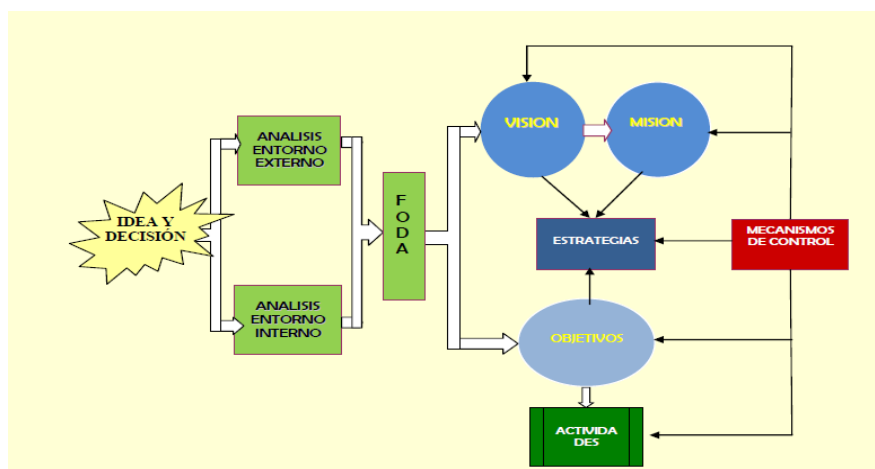 IDEA Y
DECISIÓN
ANALISIS
ENTORNO
EXTERNO
ANALISIS
ENTORNO
INTERNO
F
O
D
A
VISION
MISION
ESTRATEGIAS
MECANISMOS
DE CONTROL
OBJETIVOS
ACTIVIDA
DES